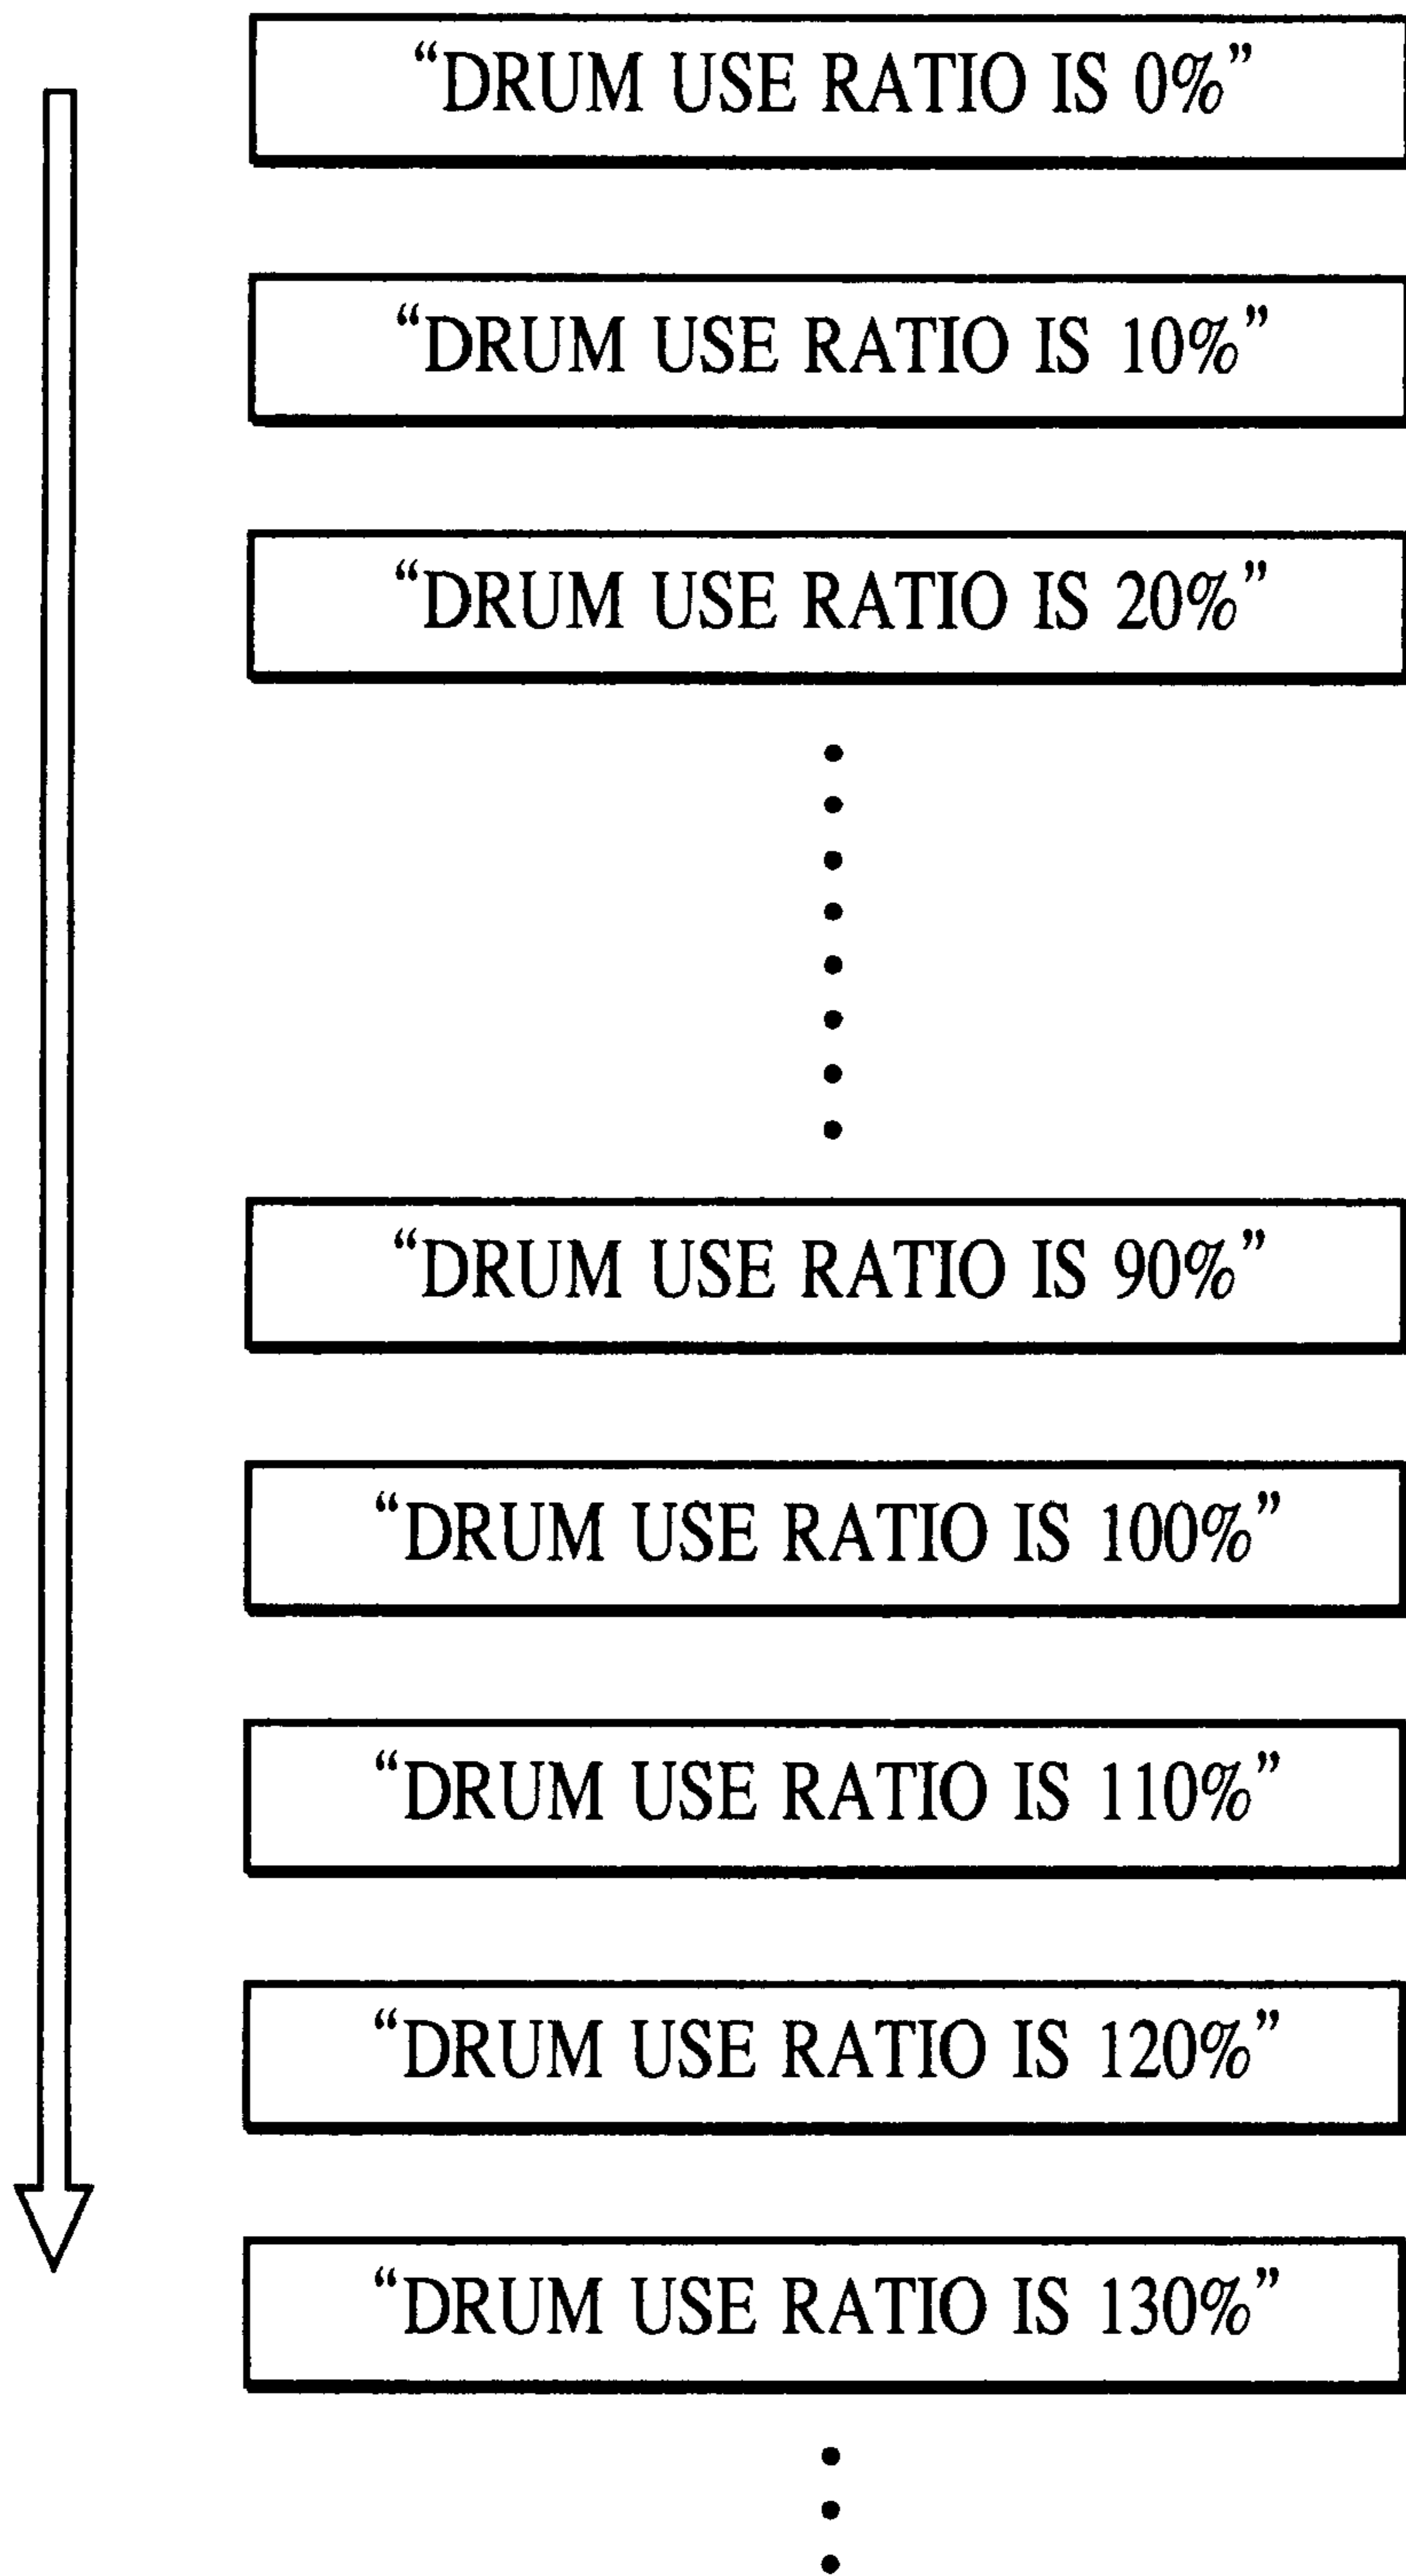 “DRUM USE RATIO IS 0%”
“DRUM USE RATIO IS 10%”
“DRUM USE RATIO IS 20%”
“DRUM USE RATIO IS 90%”
“DRUM USE RATIO IS 100%”
“DRUM USE RATIO IS 110%”
“DRUM USE RATIO IS 120%”
“DRUM USE RATIO IS 130%”